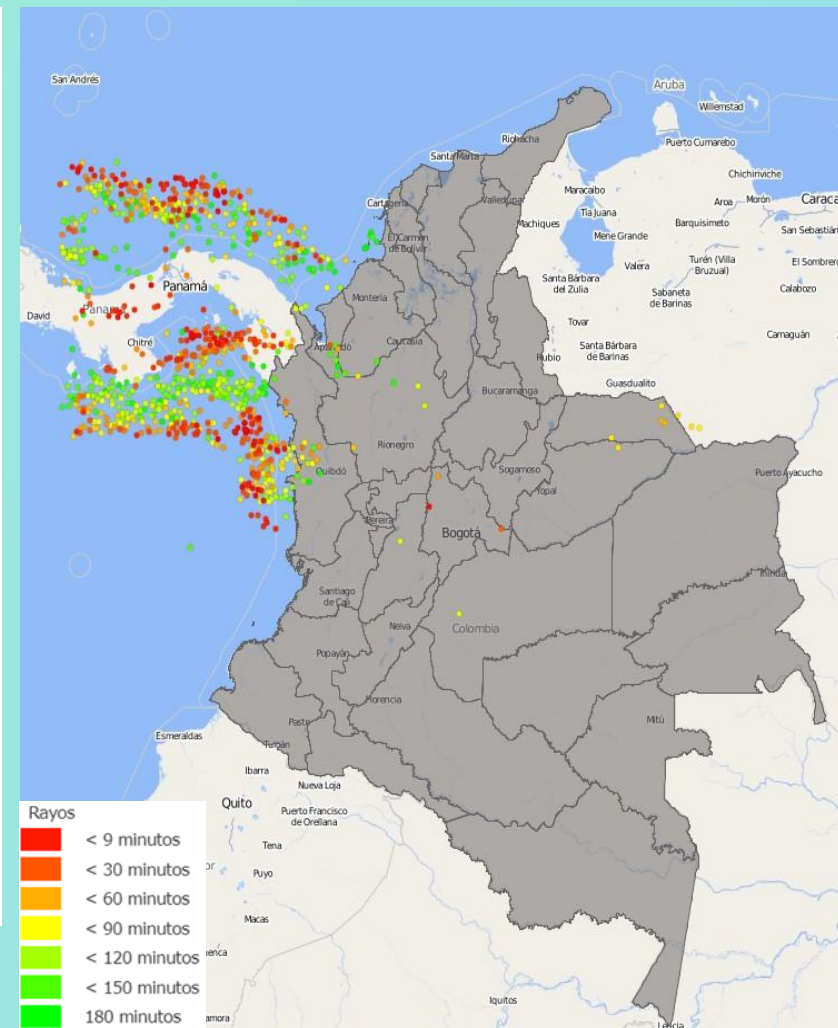 San Andrés
Aruba
Willemstad
Riohacha
Puerto Cumarebo
Santa Marta
Chichiriviche
Maracaibo
Cartagena
Valledupar
Aroa
Morón
Caraca
Tia Juana
Machiques
Barquisimeto
San Sebastián
El Carmen
de Bolívar
Mene Grande
Turén (Villa
Bruzual)
Valera
El Sombrero
Santa Bárbara
del Zulia
Panamá
Calabozo
Montería
Sabaneta
de Barinas
David
Panamá
Tovar
Camaguán
Chitré
Apartadó
Caucasia
Santa Bárbara
de Barinas
Rubio
Guasdualito
Bucaramanga
Rionegro
Quibdó
Sogamoso
Puerto Ayacucho
Yopal
Pereira
Bogotá
Inírida
Santiago
de Cali
Neiva
Colombia
Popayán
Florencia
Mitú
Pasto
Esmeraldas
Ibarra
Nueva Loja
Quito
Puerto Francisco
de Orellana
Rayos
< 9 minutos
< 30 minutos
< 60 minutos
< 90 minutos
< 120 minutos
< 150 minutos
180 minutos
Tena
or
Puyo
Macas
uenca
Iquitos
amora
Leticia